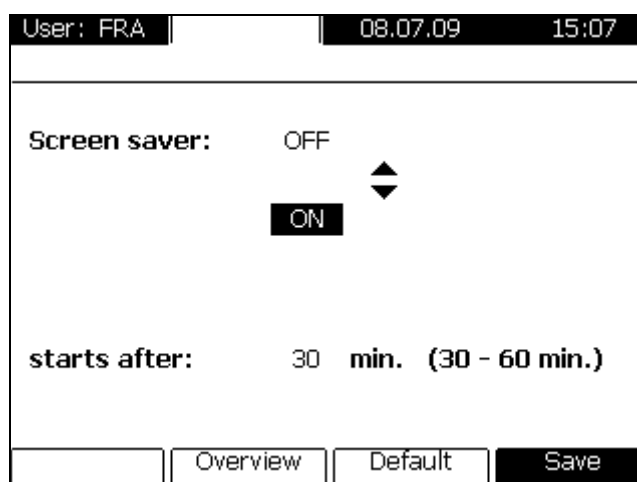 User: FRA 08.07.09 15:07
Screen saver: OFF
ON
starts after: 30 min. (30 - 60 min.)
Overview Default Save